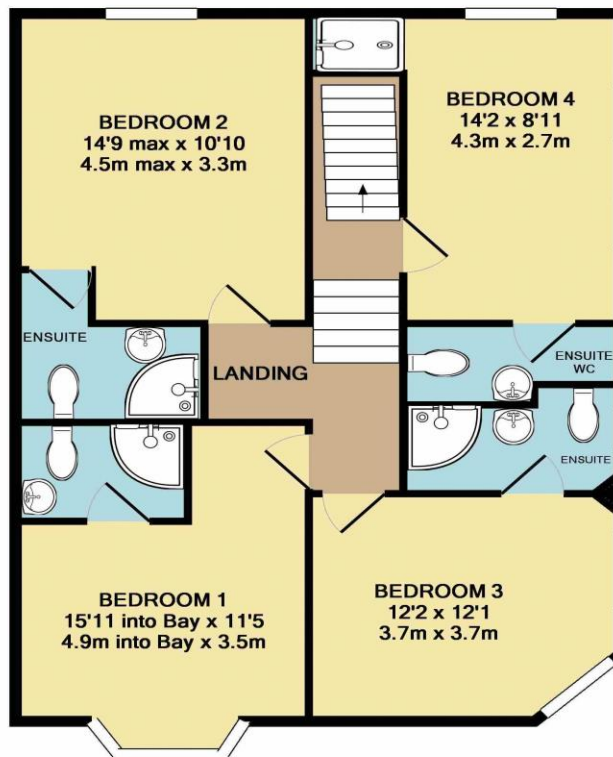 BEDROOM 2
14'9 max x 10'10
4.5m max x 3.3m
BEDROOM 4
14'2 x 8'11
4.3m x 2.7m
ENSUITE
LANDING
ENSUITE
WC
ENSUITE
BEDROOM 1
15'11 into Bay x 11'5
4.9m into Bay x 3.5m
BEDROOM 3
12'2 x 12'1
3.7m x 3.7m